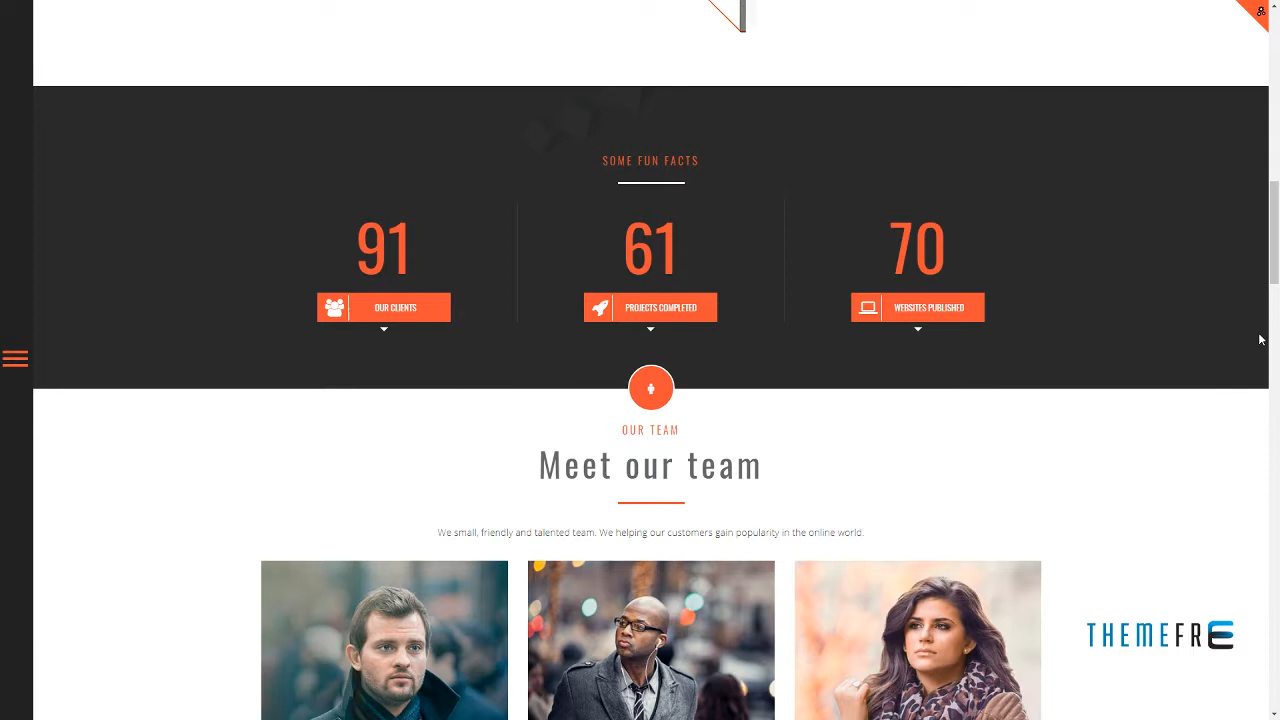 SOME FUN FACTS
91
61
70
OUR CLIENTS
PROJECTS COMPLETED
WEBSITES PUBLISHED
OUR TEAM
Meet our team
We small, friendly and talented team. We helping our customers gain popularity in the online world.
THEMEFRE